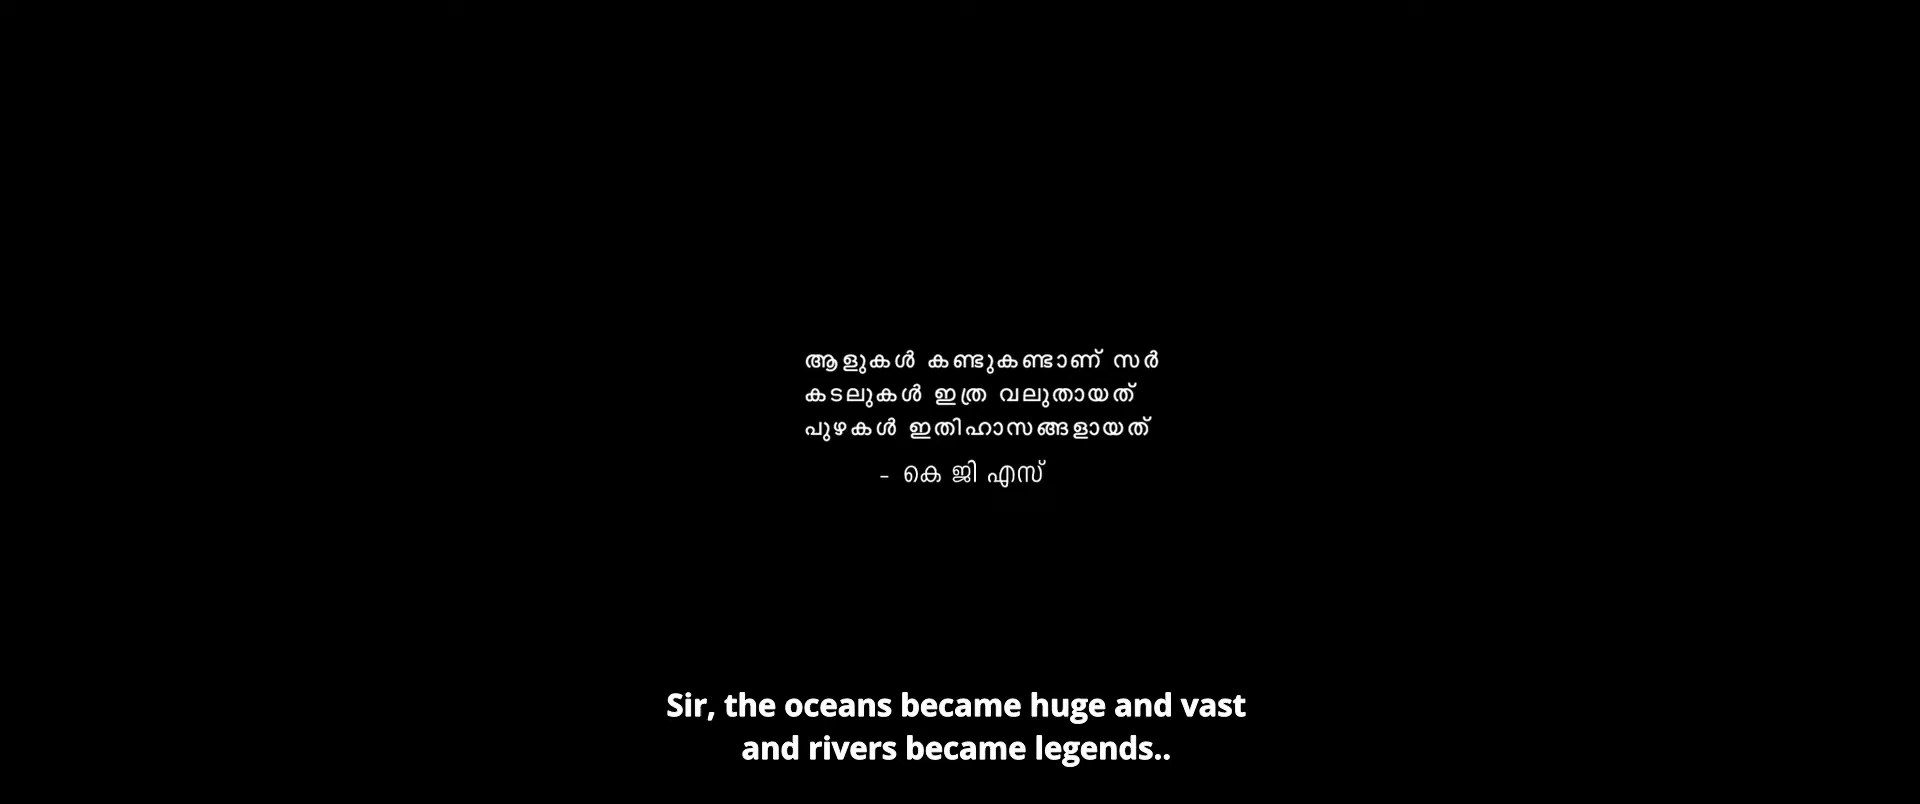 ആളുകൾ കണ്ടുകണ്ടാണ് സർ
കടലുകൾ ഇത്ര വലുതായത്
പുഴകൾ ഇതിഹാസങ്ങളായത്
- കെ ജി എസ്
Sir, the oceans became huge and vast
and rivers became legends..